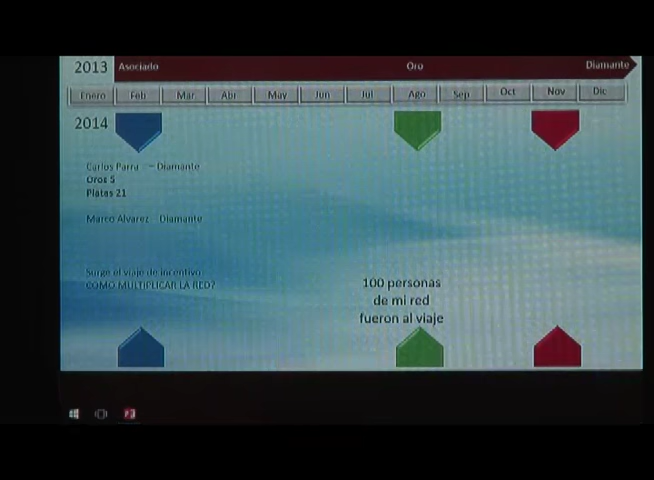 2013 Asociado Oro Diamante
Enero Feb Mar Abr May Jun Jul Ago Sep Oct Nov Dic
2014
Carlos Parra – Diamante
Oros 5
Platas 21
Marco Alvarez Diamante
Surge el viaje de incentivo
COMO MULTIPLICAR LA RED?
100 personas
de mi red
fueron al viaje